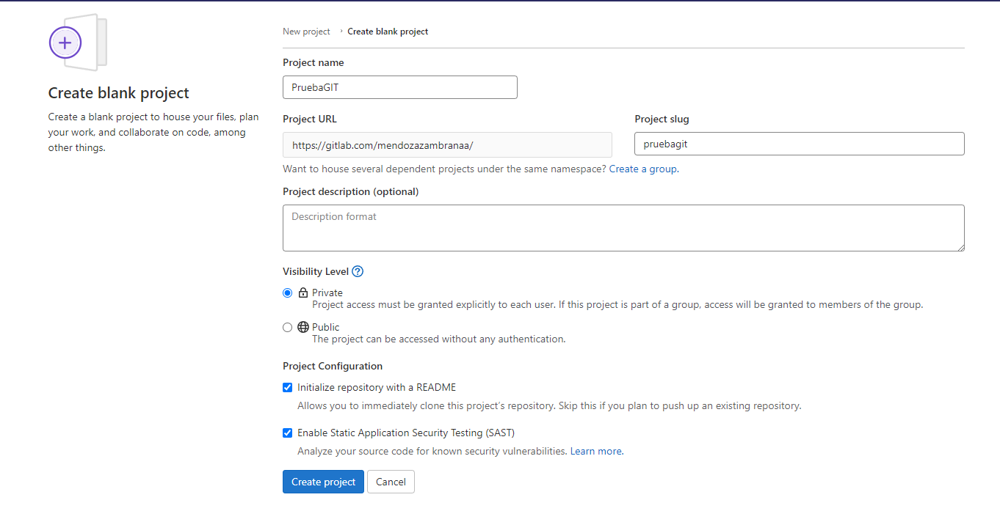 New project › Create blank project
Create blank project
Create a blank project to house your files, plan
your work, and collaborate on code, among
other things.
Project name
PruebaGIT
Project URL
https://gitlab.com/mendozazambranaa/
Project slug
pruebagit
Want to house several dependent projects under the same namespace? Create a group.
Project description (optional)
Description format
Visibility Level ?
Private
Project access must be granted explicitly to each user. If this project is part of a group, access will be granted to members of the group.
Public
The project can be accessed without any authentication.
Project Configuration
Initialize repository with a README
Allows you to immediately clone this project's repository. Skip this if you plan to push up an existing repository.
Enable Static Application Security Testing (SAST)
Analyze your source code for known security vulnerabilities. Learn more.
Create project
Cancel